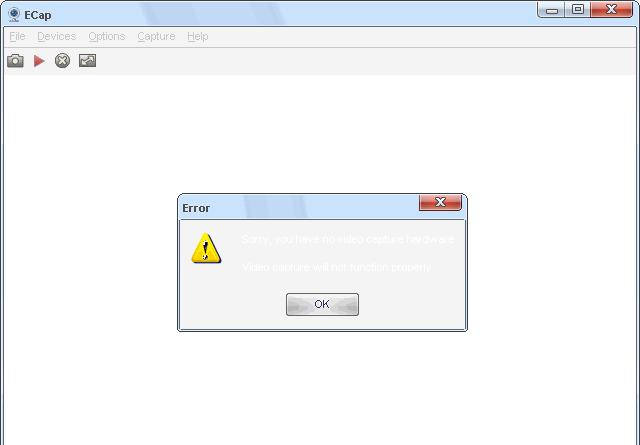 ECap
File Devices Options Capture Help
Error
Sorry, you have no video capture hardware
Video capture will not function properly
OK